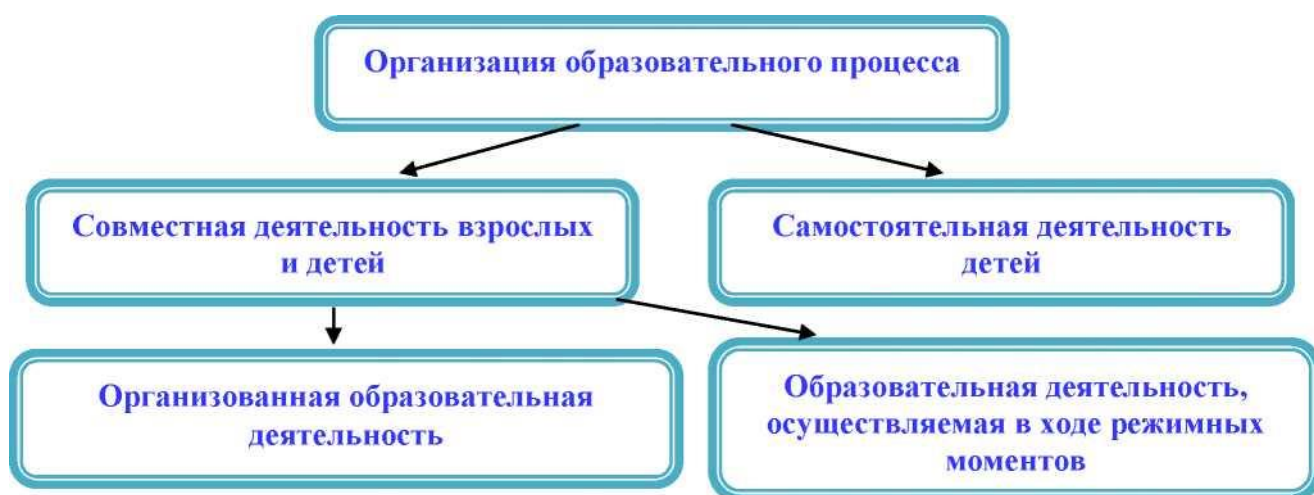 Организация образовательного процесса
Совместная деятельность взрослых
и детей
Самостоятельная деятельность
детей
Организованная образовательная
деятельность
Образовательная деятельность,
осуществляемая в ходе режимных
моментов